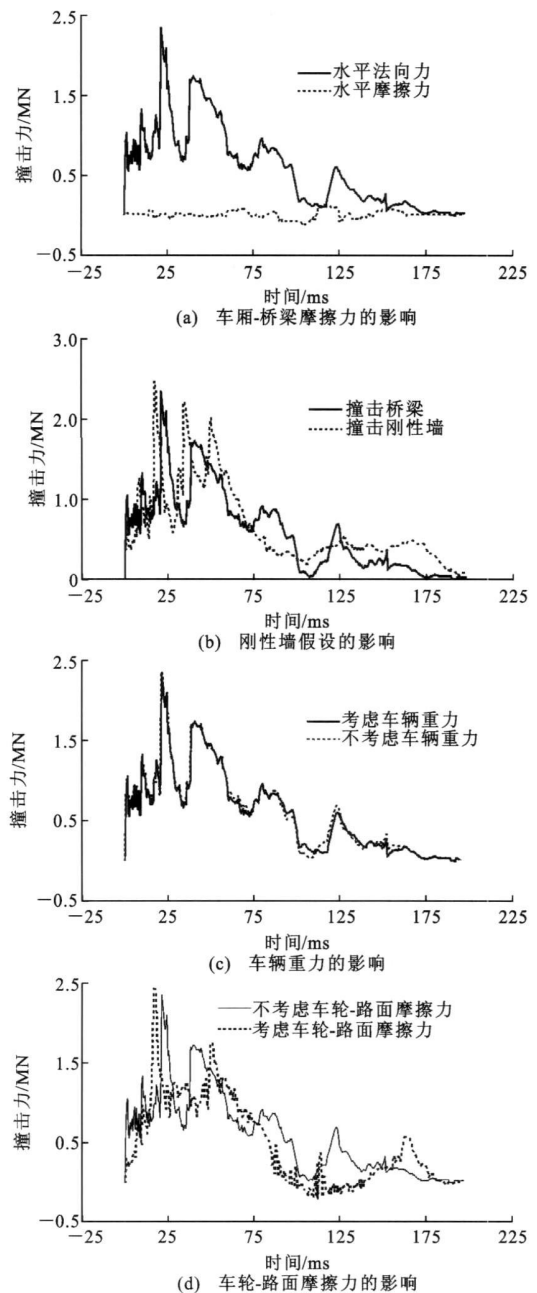 2.5
1.5
0.5
−0.5
撞击力/MN
水平法向力
水平摩擦力
−25 25 75 125 175 225
时间/ms
(a) 车厢-桥梁摩擦力的影响
3.0
2.0
1.0
0
撞击力/MN
撞击桥梁
撞击刚性墙
−25 25 75 125 175 225
时间/ms
(b) 刚性墙假设的影响
2.5
1.5
0.5
−0.5
撞击力/MN
考虑车辆重力
不考虑车辆重力
−25 25 75 125 175 225
时间/ms
(c) 车辆重力的影响
2.5
1.5
0.5
−0.5
撞击力/MN
不考虑车轮-路面摩擦力
考虑车轮-路面摩擦力
−25 25 75 125 175 225
时间/ms
(d) 车轮-路面摩擦力的影响